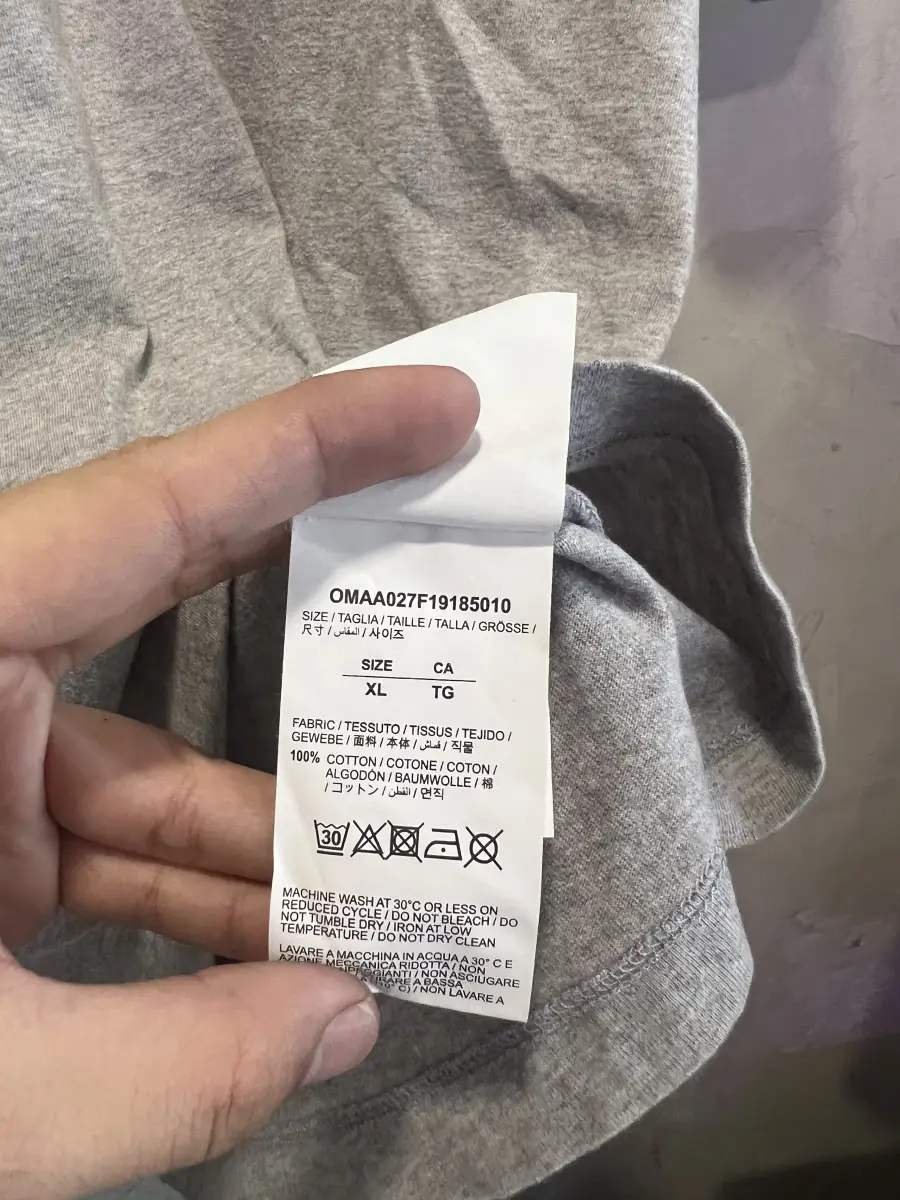 OMAA027F19185010
SIZE / TAGLIA / TAILLE / TALLA / GRÖSSE /
尺寸 / المقاس / 사이즈
SIZE CA
XL TG
FABRIC / TESSUTO / TISSUS / TEJIDO /
GEWEBE / 面料 / 本体 / قماش / 직물
100% COTTON / COTONE / COTON /
ALGODÓN / BAUMWOLLE / 棉
/ コットン / القطن / 면직
30
MACHINE WASH AT 30°C OR LESS ON
REDUCED CYCLE / DO NOT BLEACH / DO
NOT TUMBLE DRY / IRON AT LOW
TEMPERATURE / DO NOT DRY CLEAN
LAVARE A MACCHINA IN ACQUA A 30° C E
AZIONE MECCANICA RIDOTTA / NON
NON ASCIUGARE
A BASSA
C) / NON LAVARE A